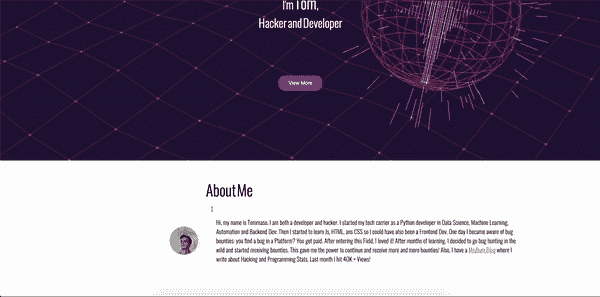 I'm Tom,
Hacker and Developer
View More
About Me
Hi, my name is Tommaso. I am both a developer and hacker. I started my tech carrier as a Python developer in Data Science, Machine Learning,
Automation and Backend Dev. Then I started to learn Js, HTML, ans CSS so I could have also been a Frontend Dev. One day I became aware of bug
bounties: you find a bug in a Platform? You got paid. After entering this Field, I loved it! After months of learning, I decided to go bug hunting in the
wild and started receiving bounties. This gave me the power to continue and receive more and more bounties! Also, I have a Medium Blog where I
write about Hacking and Programming Stats. Last month I hit 40K + Views!